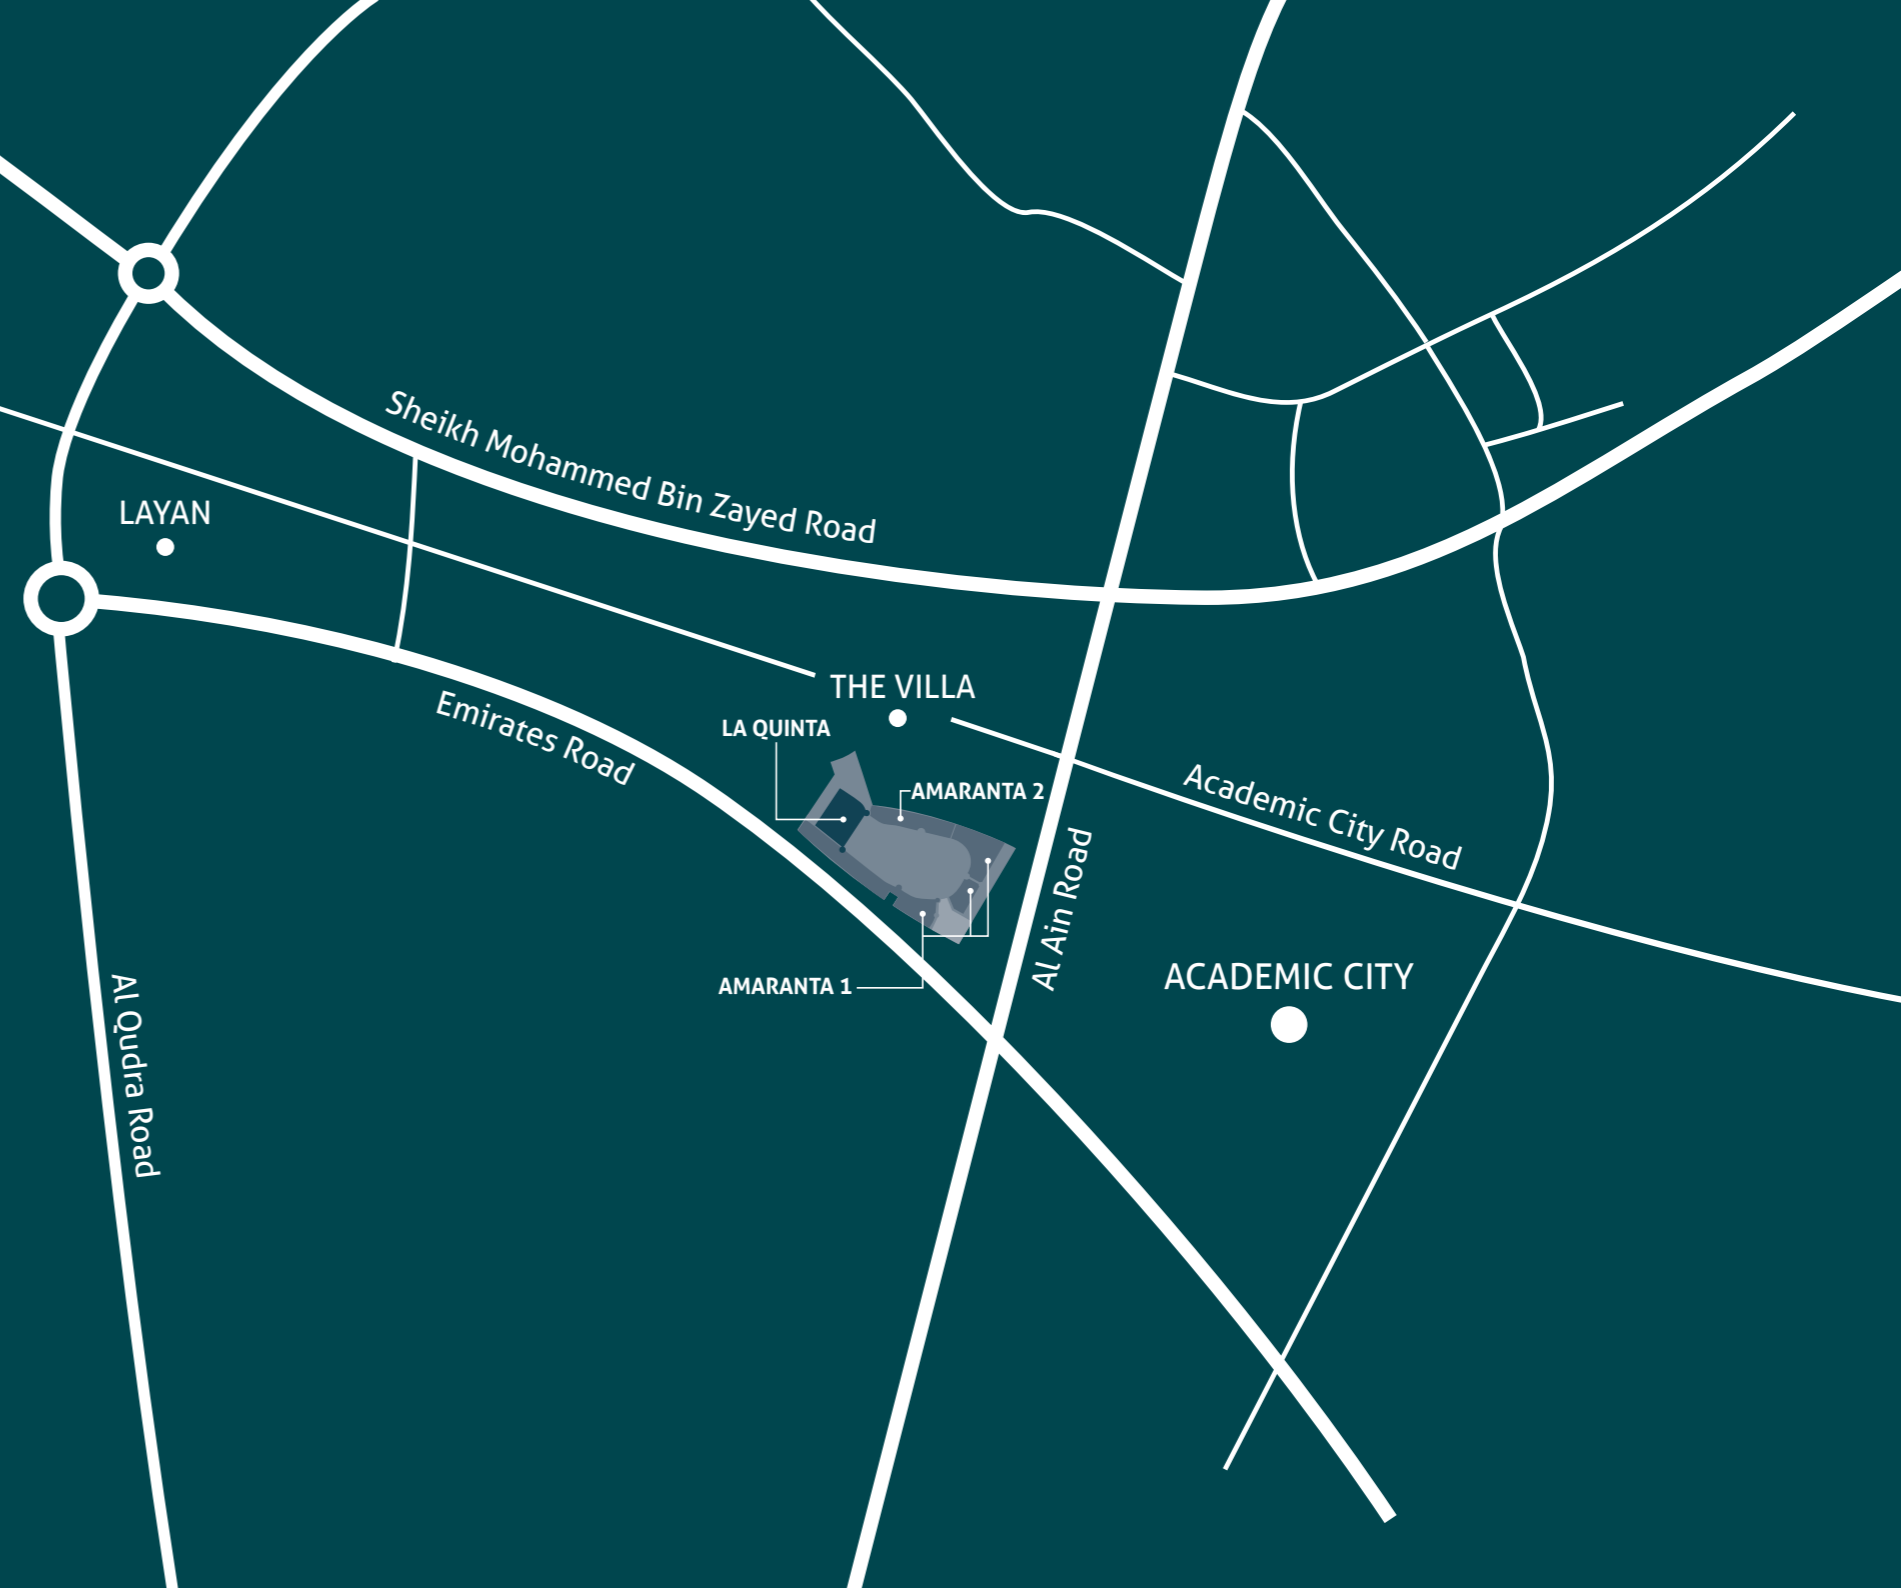 Sheikh Mohammed Bin Zayed Road
LAYAN
THE VILLA
Emirates Road
LA QUINTA
AMARANTA 2
Academic City Road
Al Ain Road
ACADEMIC CITY
AMARANTA 1
Al Qudra Road